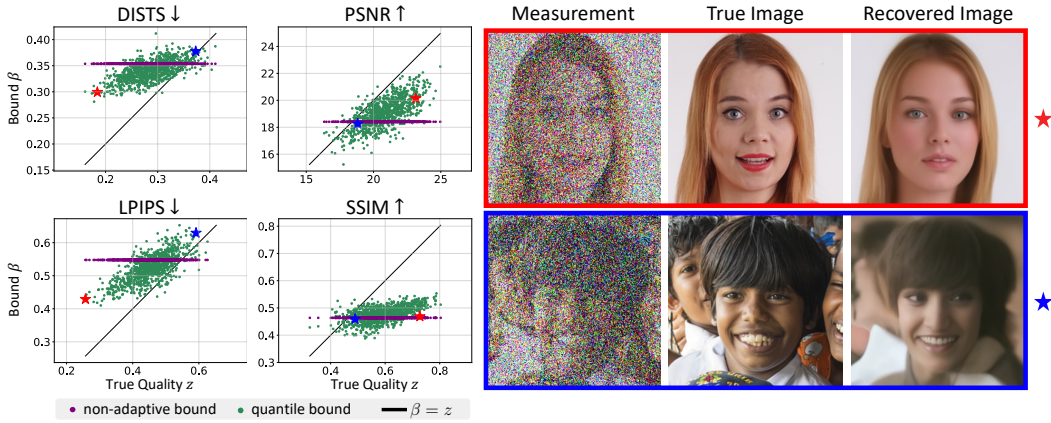 DISTS ↓
PSNR ↑
Measurement
True Image
Recovered Image
Bound β
0.40
0.35
0.30
0.25
0.20
0.15
0.2
0.3
0.4
24
22
20
18
16
15
20
25
LPIPS ↓
SSIM ↑
Bound β
0.6
0.5
0.4
0.3
0.2
0.4
0.6
True Quality z
0.8
0.7
0.6
0.5
0.4
0.3
0.4
0.6
0.8
True Quality z
non-adaptive bound
quantile bound
β = z